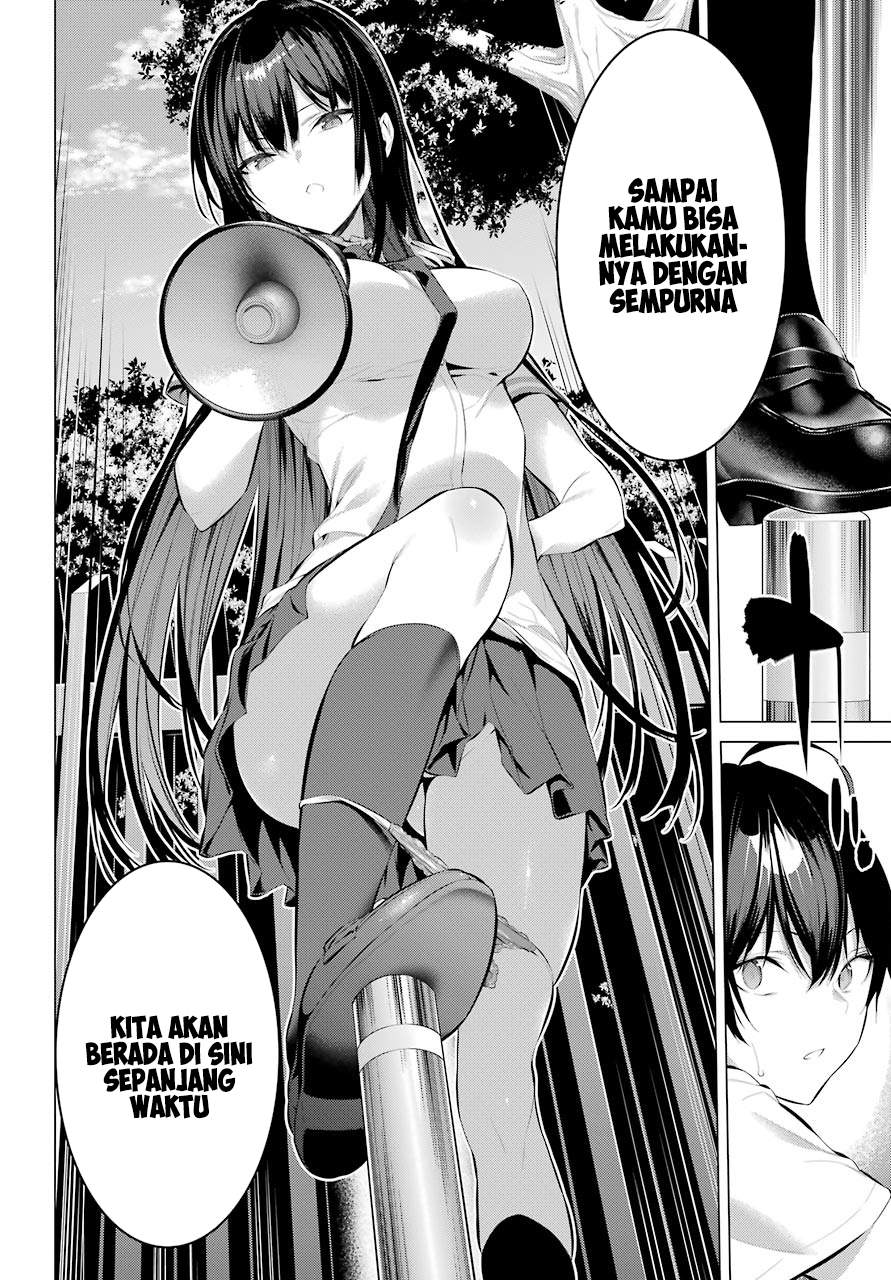 SAMPAI
KAMU BISA
MELAKUKAN-
NYA DENGAN
SEMPURNA
KITA AKAN
BERADA DI SINI
SEPANJANG
WAKTU